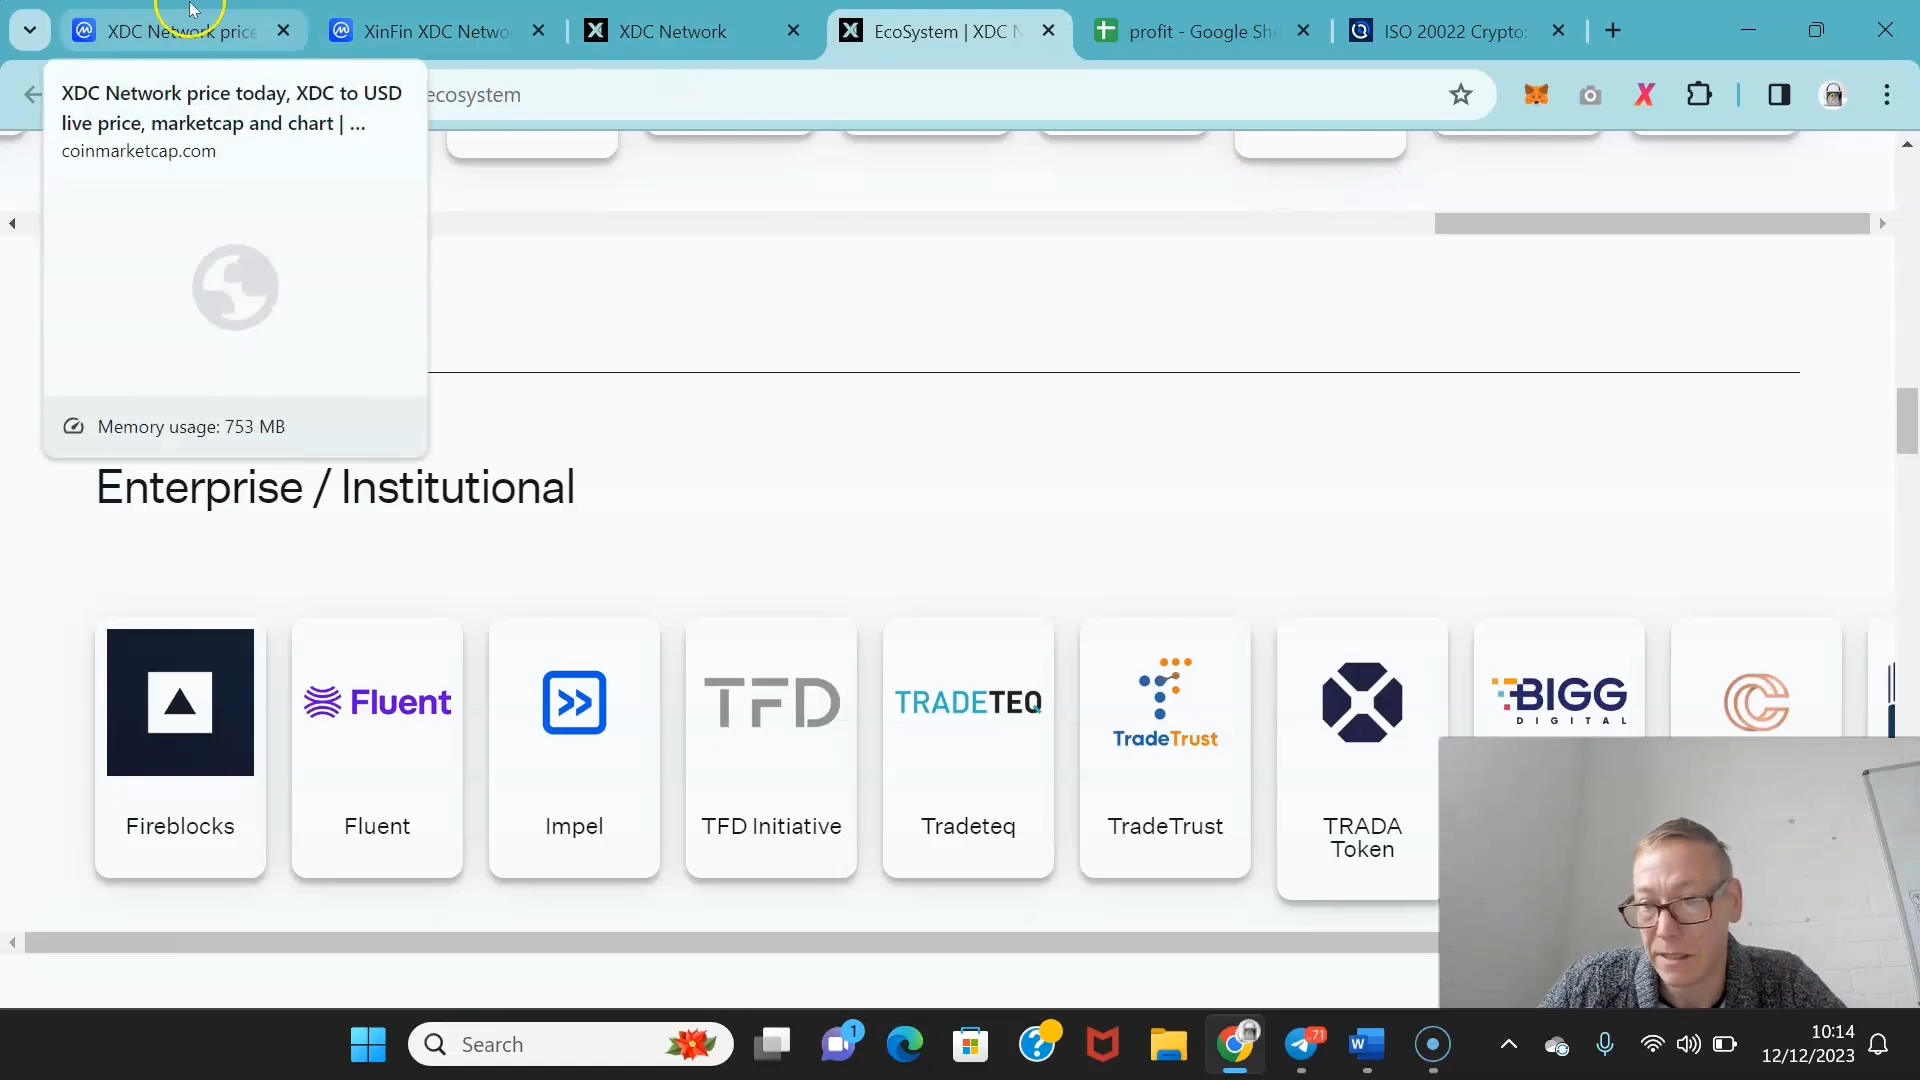 XDC Network price
XinFin XDC Netwo
XDC Network
EcoSystem | XDC N
profit - Google She
ISO 20022 Crypto:
XDC Network price today, XDC to USD
live price, marketcap and chart | ...
coinmarketcap.com
ecosystem
Memory usage: 753 MB
Enterprise / Institutional
Fluent
TFD
TRADETEQ
TradeTrust
BIGG
DIGITAL
Fireblocks
Fluent
Impel
TFD Initiative
Tradeteq
TradeTrust
TRADA
Token
Search
1
71
10:14
12/12/2023